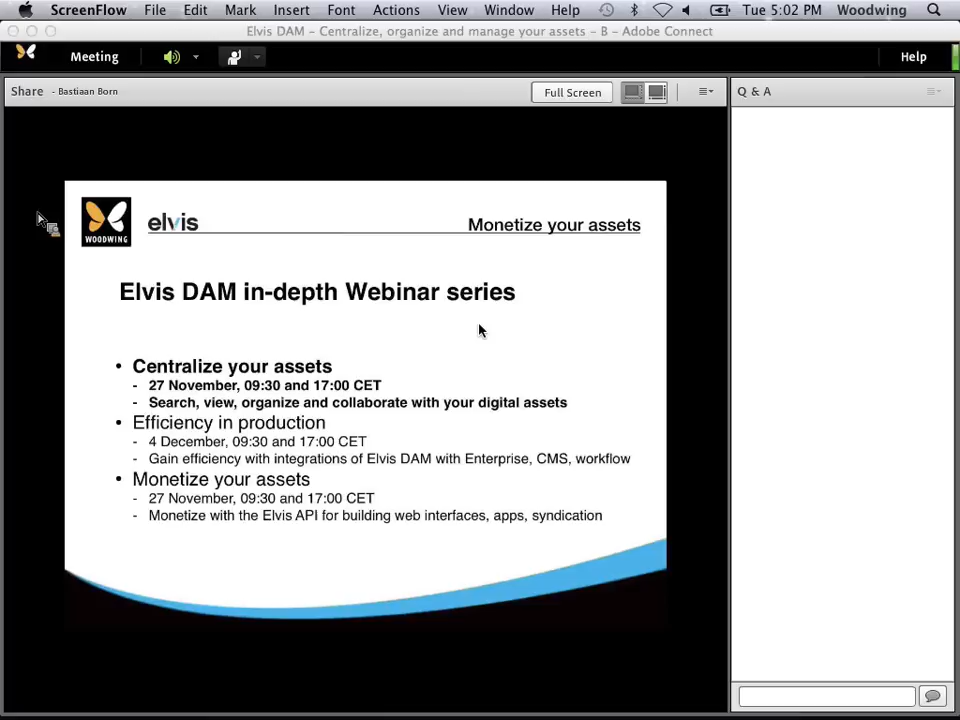 ScreenFlow File Edit Mark Insert Font Actions View Window Help Tue 5:02 PM Woodwing
Elvis DAM – Centralize, organize and manage your assets – B – Adobe Connect
Meeting Help
Share - Bastiaan Born Full Screen Q & A
WOODWING
elvis Monetize your assets
Elvis DAM in-depth Webinar series
• Centralize your assets
- 27 November, 09:30 and 17:00 CET
- Search, view, organize and collaborate with your digital assets
• Efficiency in production
- 4 December, 09:30 and 17:00 CET
- Gain efficiency with integrations of Elvis DAM with Enterprise, CMS, workflow
• Monetize your assets
- 27 November, 09:30 and 17:00 CET
- Monetize with the Elvis API for building web interfaces, apps, syndication